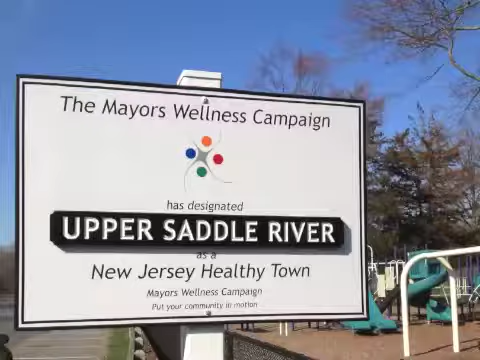 The Mayors Wellness Campaign
has designated
UPPER SADDLE RIVER
as a
New Jersey Healthy Town
Mayors Wellness Campaign
Put your community in motion